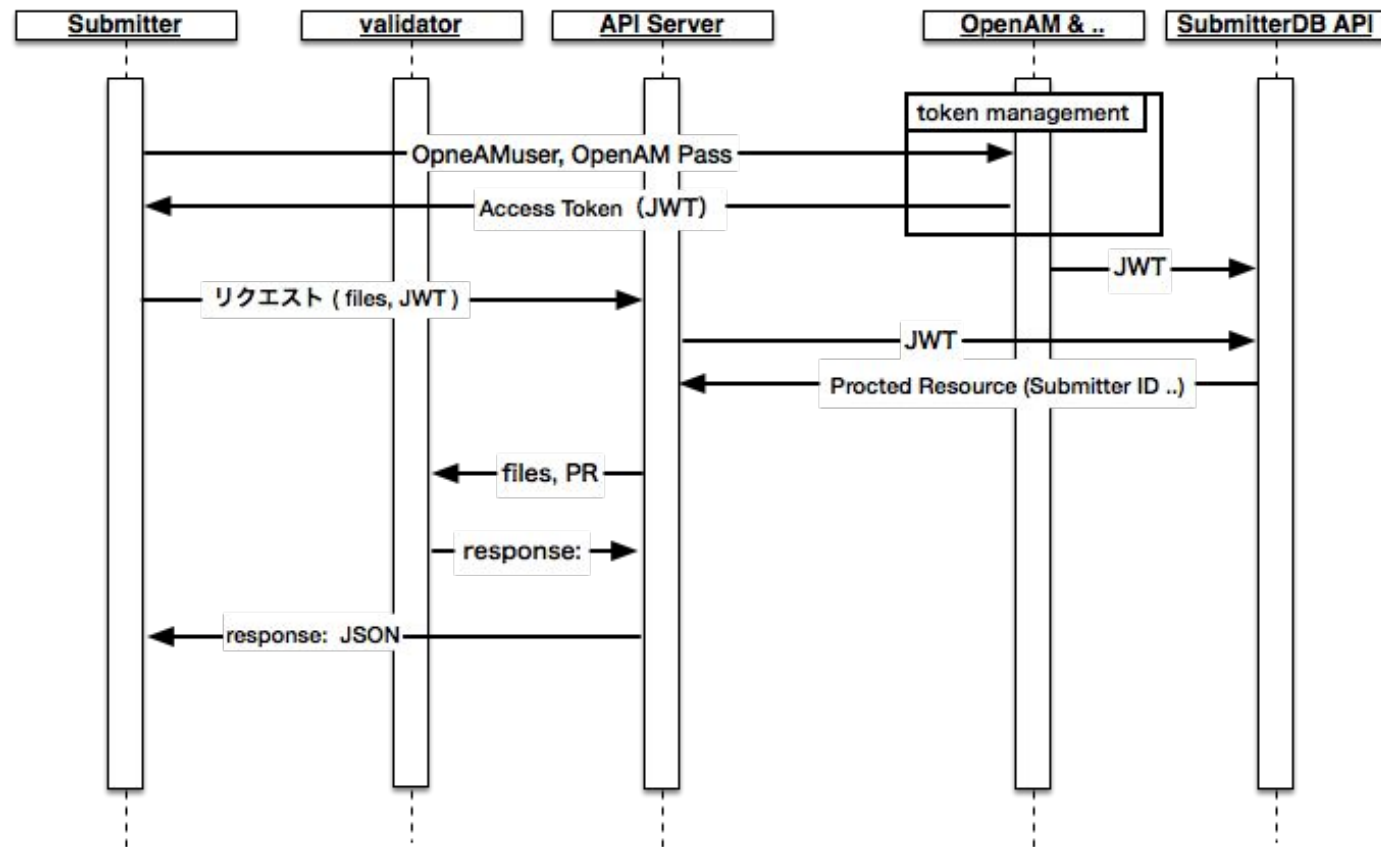 Submitter
validator
API Server
OpenAM & ..
SubmitterDB API
token management
OpneAMuser, OpenAM Pass
Access Token（JWT）
JWT
リクエスト ( files, JWT )
JWT
Procted Resource (Submitter ID ..)
files, PR
response:
response: JSON